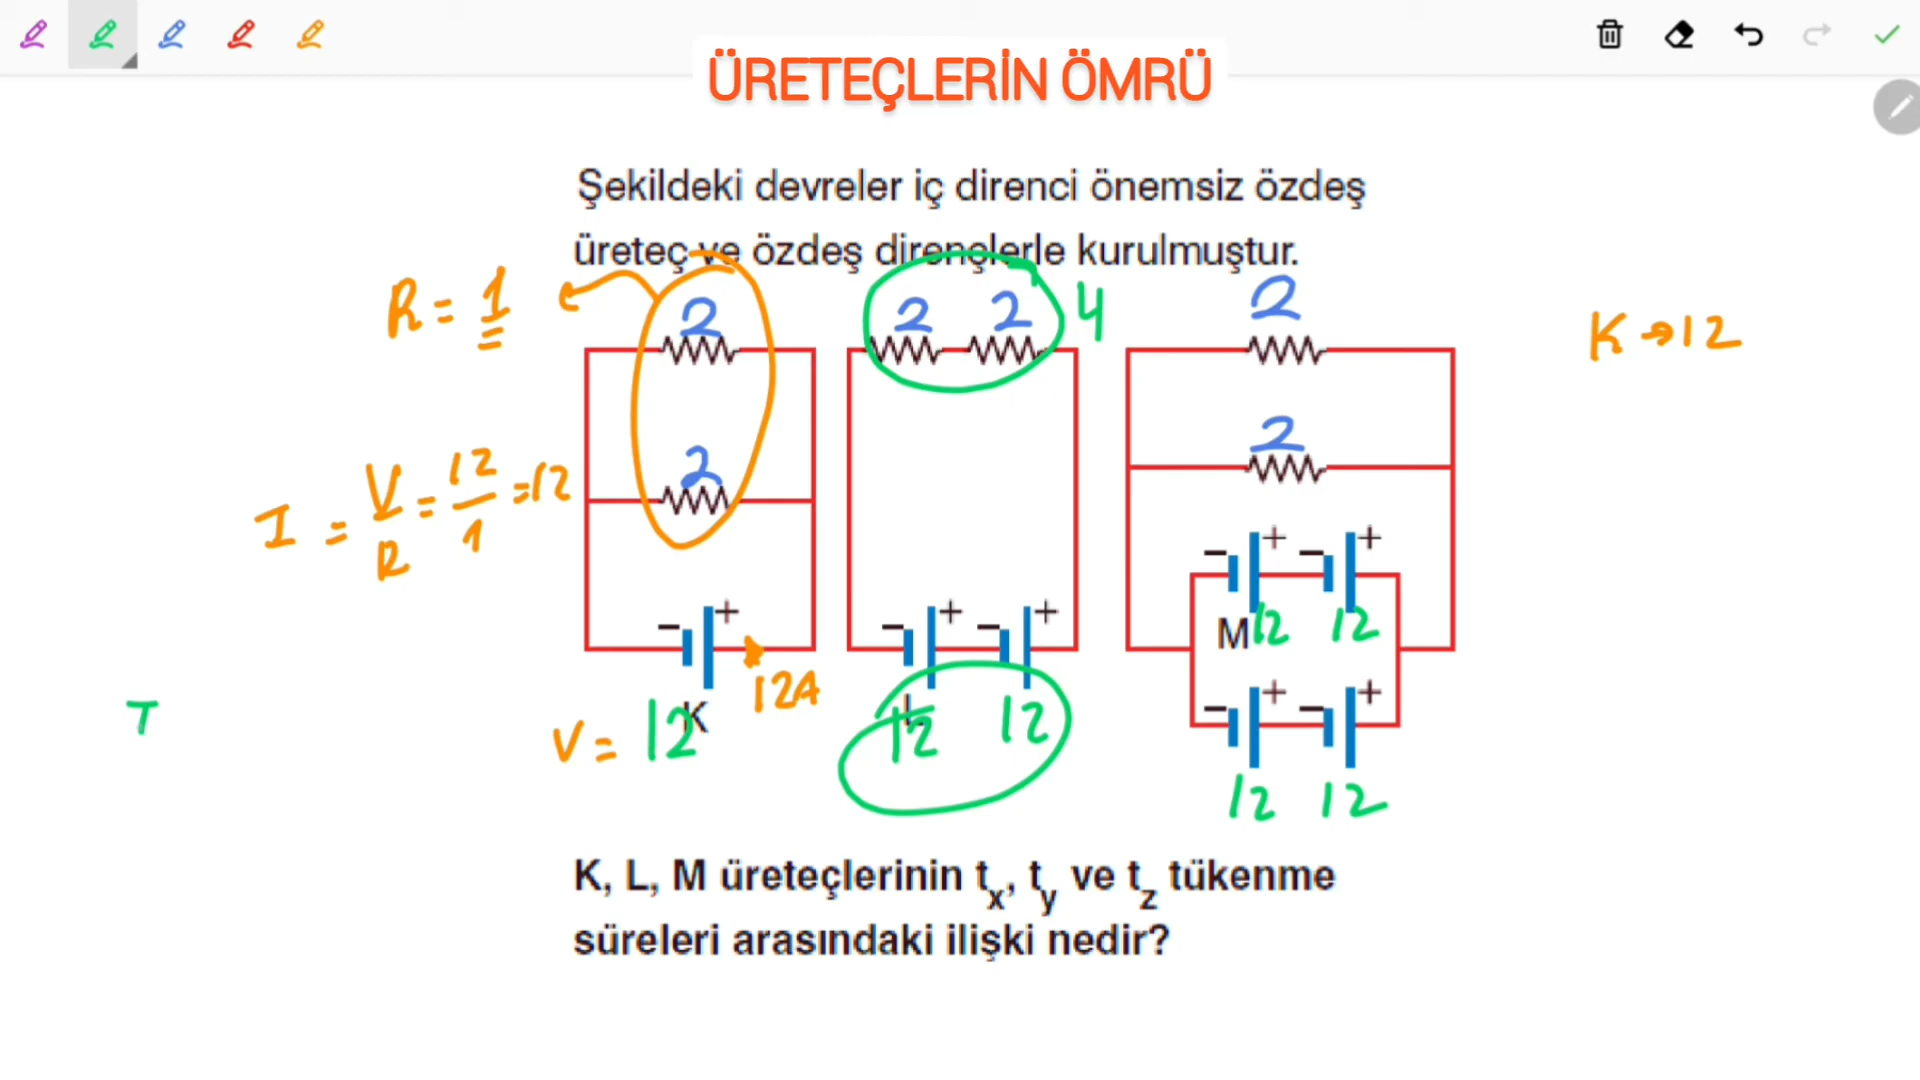 ÜRETEÇLERİN ÖMRÜ
Şekildeki devreler iç direnci önemsiz özdeş
üreteç ve özdeş dirençlerle kurulmuştur.
R = 1
2
2 2 4
2
K → 12
I = V/R = 12/1 = 12
2
2
- +
V = 12 K
12A
- + - +
L
12 12
- + - +
M 12 12
- + - +
12 12
I
K, L, M üreteçlerinin tx, ty ve tz tükenme
süreleri arasındaki ilişki nedir?